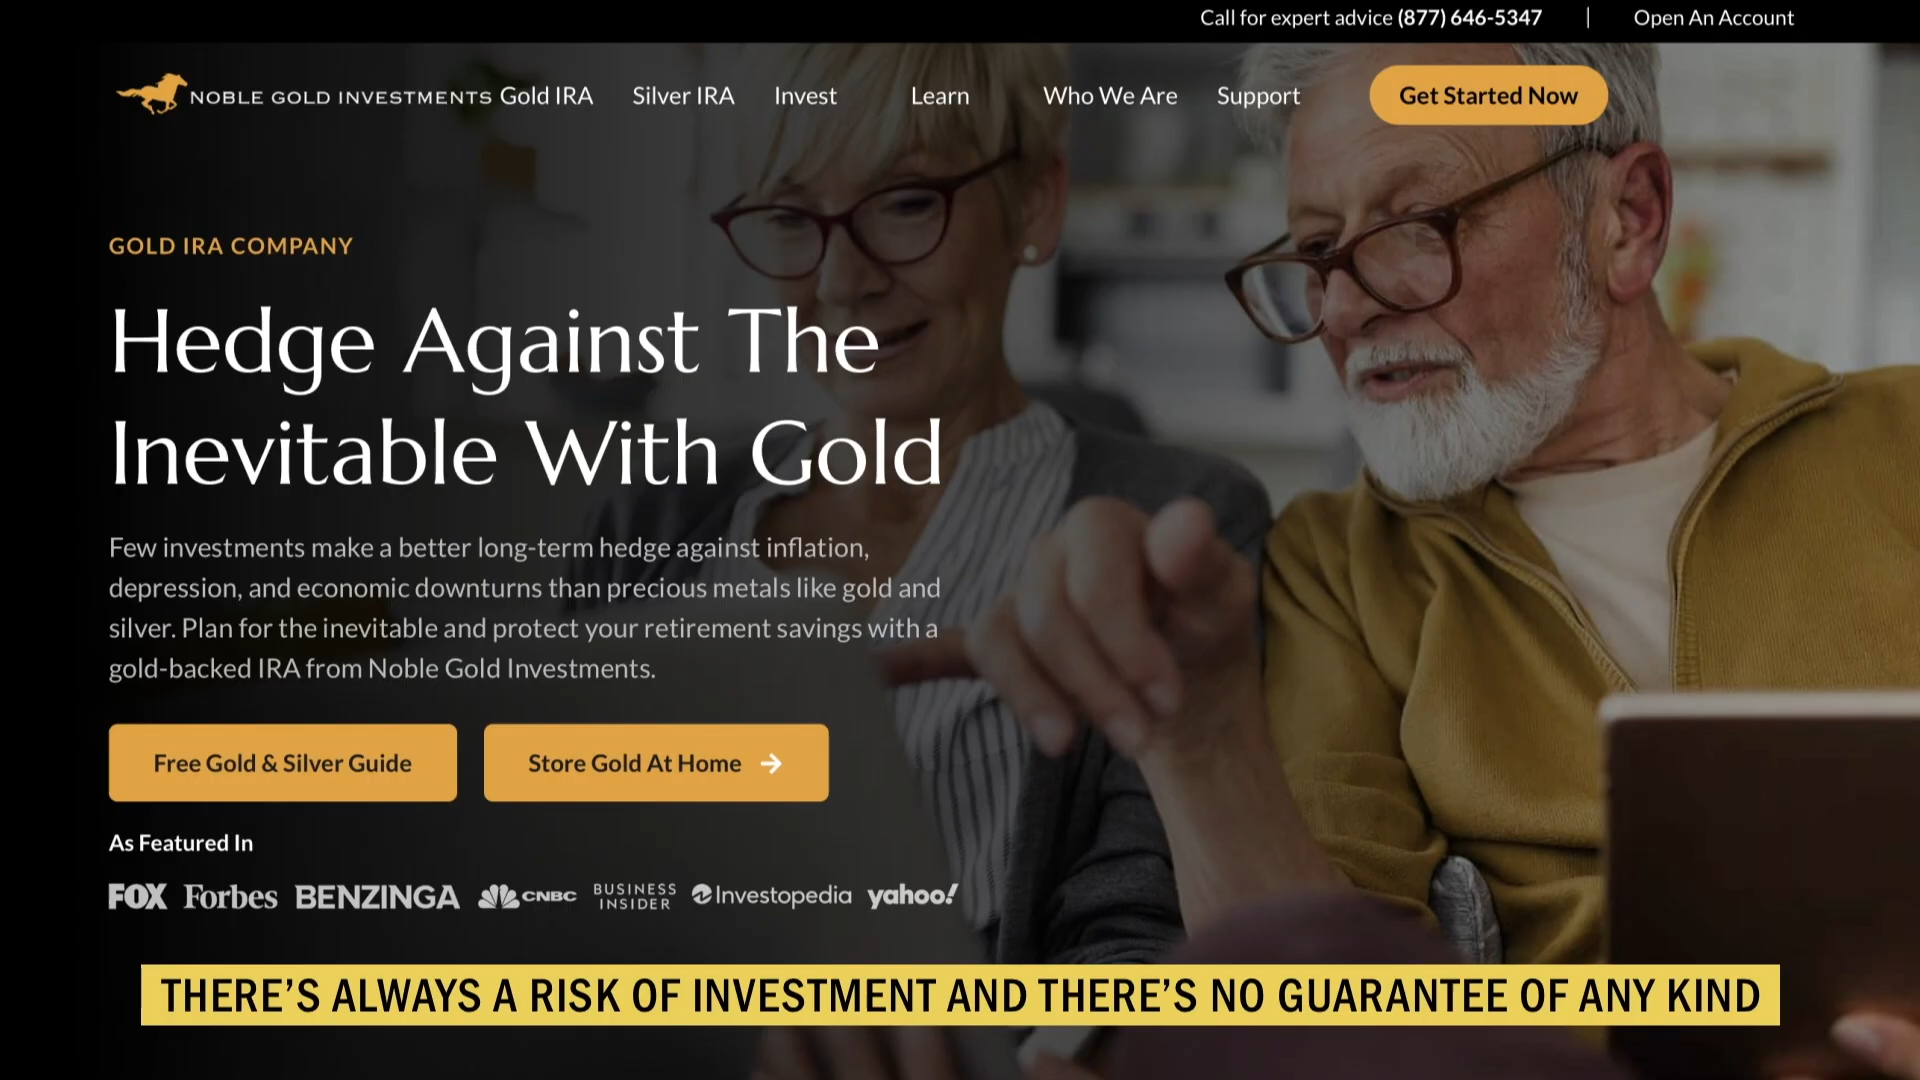 Call for expert advice (877) 646-5347 | Open An Account
NOBLE GOLD INVESTMENTS Gold IRA Silver IRA Invest Learn Who We Are Support Get Started Now
GOLD IRA COMPANY
Hedge Against The
Inevitable With Gold
Few investments make a better long-term hedge against inflation,
depression, and economic downturns than precious metals like gold and
silver. Plan for the inevitable and protect your retirement savings with a
gold-backed IRA from Noble Gold Investments.
Free Gold & Silver Guide Store Gold At Home →
As Featured In
FOX Forbes BENZINGA CNBC BUSINESS INSIDER Investopedia yahoo!
THERE'S ALWAYS A RISK OF INVESTMENT AND THERE'S NO GUARANTEE OF ANY KIND